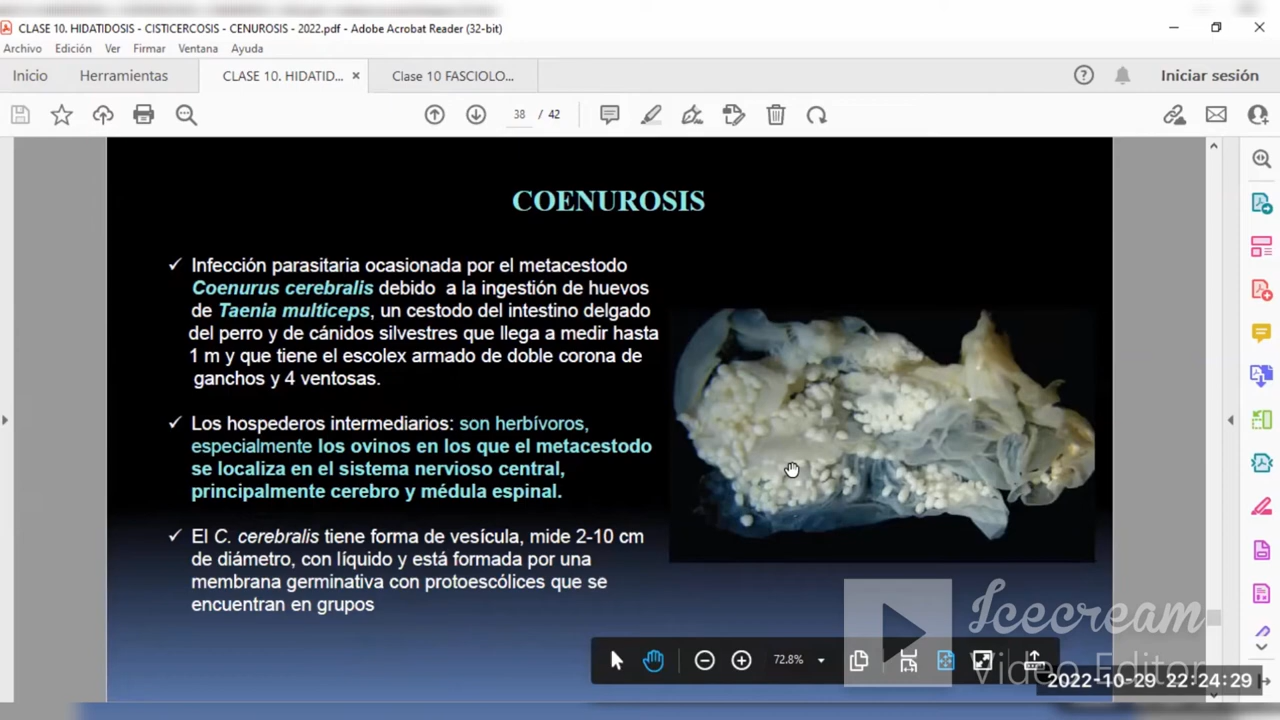 CLASE 10. HIDATIDOSIS - CISTICERCOSIS - CENUROSIS - 2022.pdf - Adobe Acrobat Reader (32-bit)
Archivo Edición Ver Firmar Ventana Ayuda
Inicio Herramientas CLASE 10. HIDATID... × Clase 10 FASCIOLO... Iniciar sesión
38 / 42
COENUROSIS
✓ Infección parasitaria ocasionada por el metacestodo
Coenurus cerebralis debido a la ingestión de huevos
de Taenia multiceps, un cestodo del intestino delgado
del perro y de cánidos silvestres que llega a medir hasta
1 m y que tiene el escolex armado de doble corona de
ganchos y 4 ventosas.
✓ Los hospederos intermediarios: son herbívoros,
especialmente los ovinos en los que el metacestodo
se localiza en el sistema nervioso central,
principalmente cerebro y médula espinal.
✓ El C. cerebralis tiene forma de vesícula, mide 2-10 cm
de diámetro, con líquido y está formada por una
membrana germinativa con protoescólices que se
encuentran en grupos
Icecream
Video Editor
72.8%
2022-10-29 22:24:29